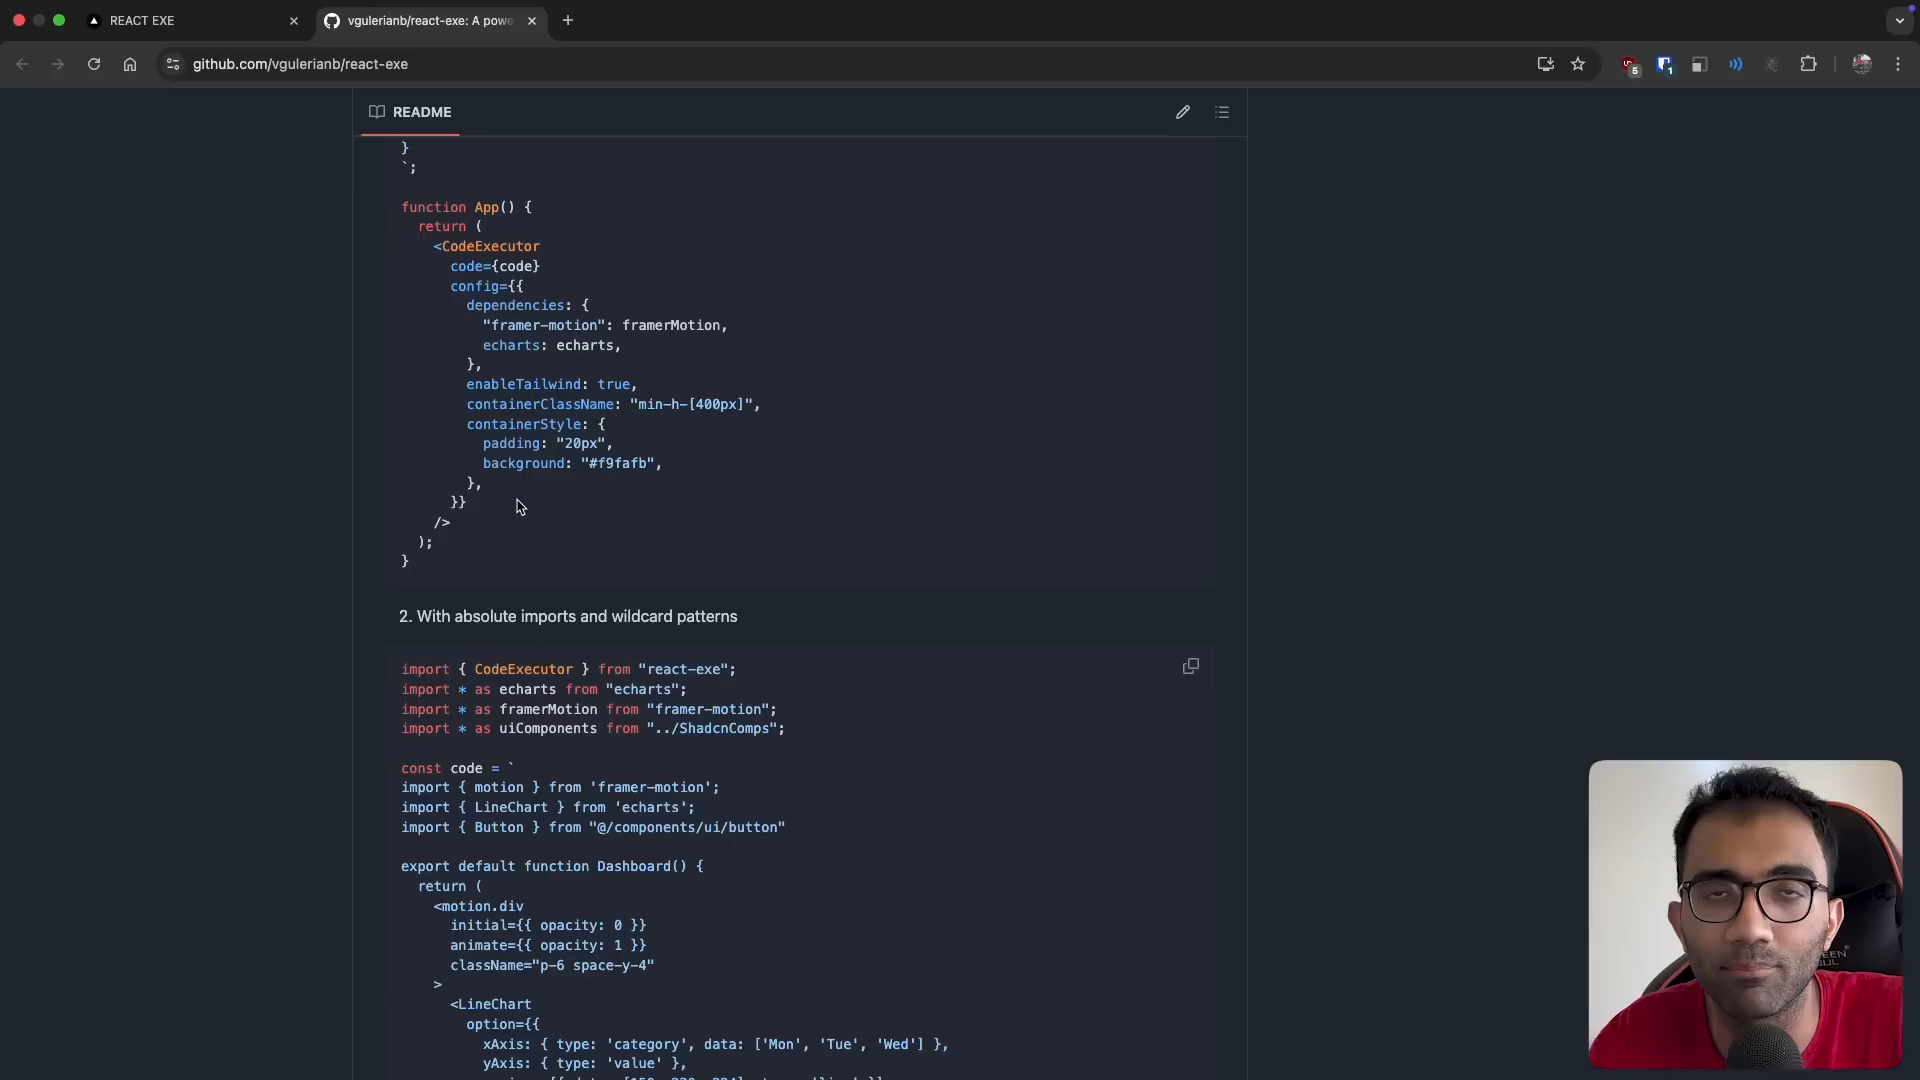 REACT EXE
vgulerianb/react-exe: A powe
github.com/vgulerianb/react-exe
5
1
README
}
`;
function App() {
return (
<CodeExecutor
code={code}
config={{
dependencies: {
"framer-motion": framerMotion,
echarts: echarts,
},
enableTailwind: true,
containerClassName: "min-h-[400px]",
containerStyle: {
padding: "20px",
background: "#f9fafb",
},
}}
/>
);
}
2. With absolute imports and wildcard patterns
import { CodeExecutor } from "react-exe";
import * as echarts from "echarts";
import * as framerMotion from "framer-motion";
import * as uiComponents from "../ShadcnComps";
const code = `
import { motion } from 'framer-motion';
import { LineChart } from 'echarts';
import { Button } from "@/components/ui/button"
export default function Dashboard() {
return (
<motion.div
initial={{ opacity: 0 }}
animate={{ opacity: 1 }}
className="p-6 space-y-4"
>
<LineChart
option={{
xAxis: { type: 'category', data: ['Mon', 'Tue', 'Wed'] },
yAxis: { type: 'value' },